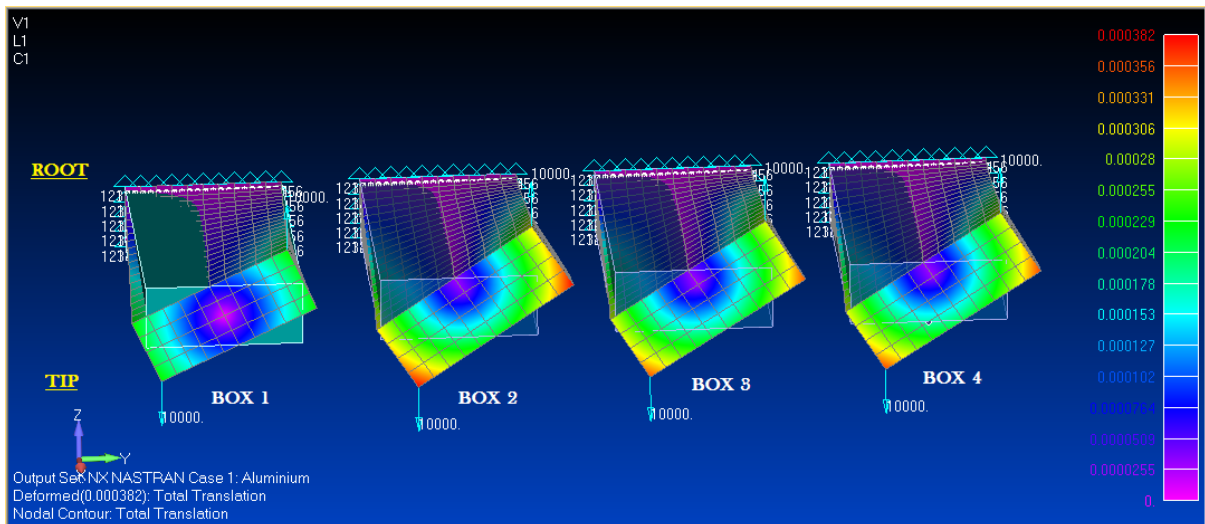 V1
L1
C1
ROOT
TIP
BOX 1
BOX 2
BOX 3
BOX 4
10000.
10000.
10000.
10000.
10000.
10000.
10000.
Z
Y
X
Output Set: NX NASTRAN Case 1: Aluminium
Deformed(0.000382): Total Translation
Nodal Contour: Total Translation
0.000382
0.000356
0.000331
0.000306
0.00028
0.000255
0.000229
0.000204
0.000178
0.000153
0.000127
0.000102
0.0000764
0.0000255
0.